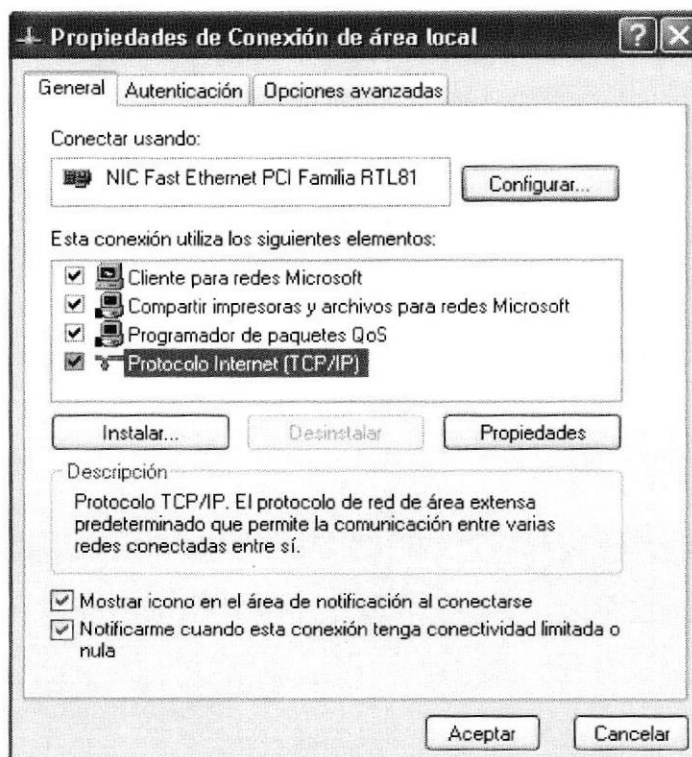 Propiedades de Conexión de área local
General
Autenticación
Opciones avanzadas
Conectar usando:
NIC Fast Ethernet PCI Familia RTL81
Configurar...
Esta conexión utiliza los siguientes elementos:
Cliente para redes Microsoft
Compartir impresoras y archivos para redes Microsoft
Programador de paquetes QoS
Protocolo Internet (TCP/IP)
Instalar...
Desinstalar
Propiedades
Descripción
Protocolo TCP/IP. El protocolo de red de área extensa
predeterminado que permite la comunicación entre varias
redes conectadas entre sí.
Mostrar icono en el área de notificación al conectarse
Notificarme cuando esta conexión tenga conectividad limitada o
nula
Aceptar
Cancelar